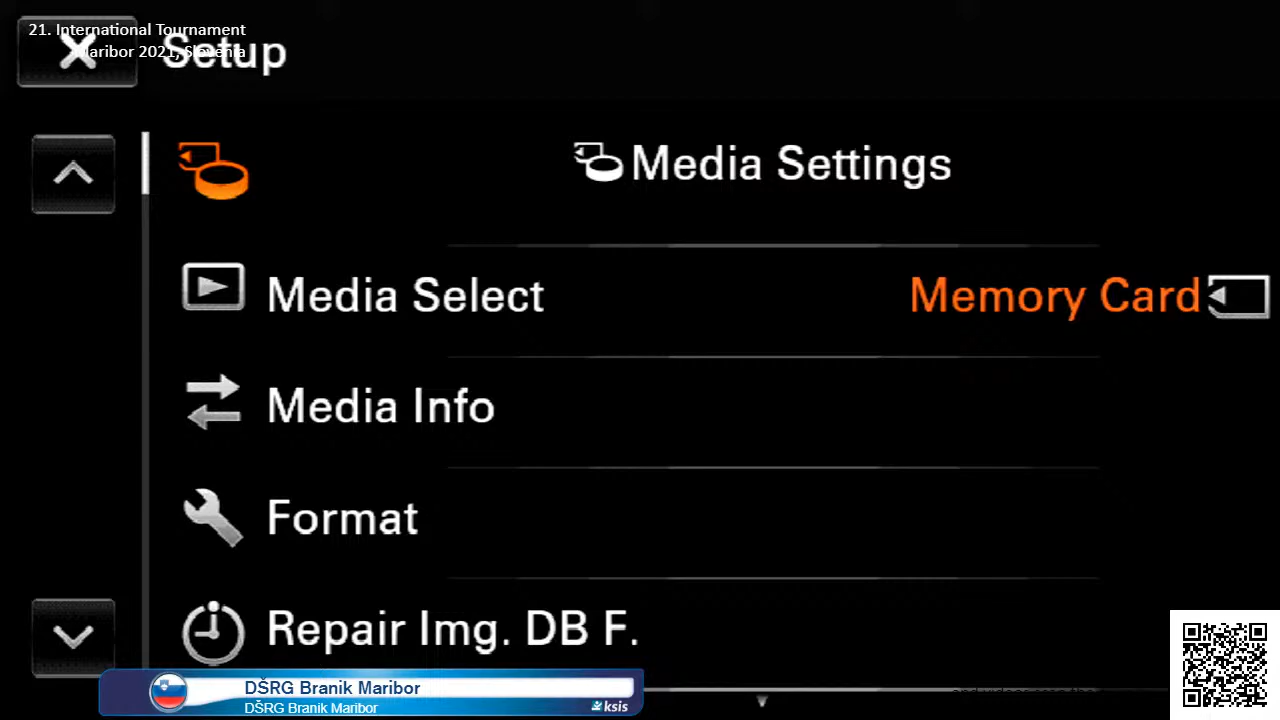 21. International Tournament
Maribor 2021, Slovenia
Setup
Media Settings
Media Select
Memory Card
Media Info
Format
Repair Img. DB F.
DŠRG Branik Maribor
DŠRG Branik Maribor
ksis